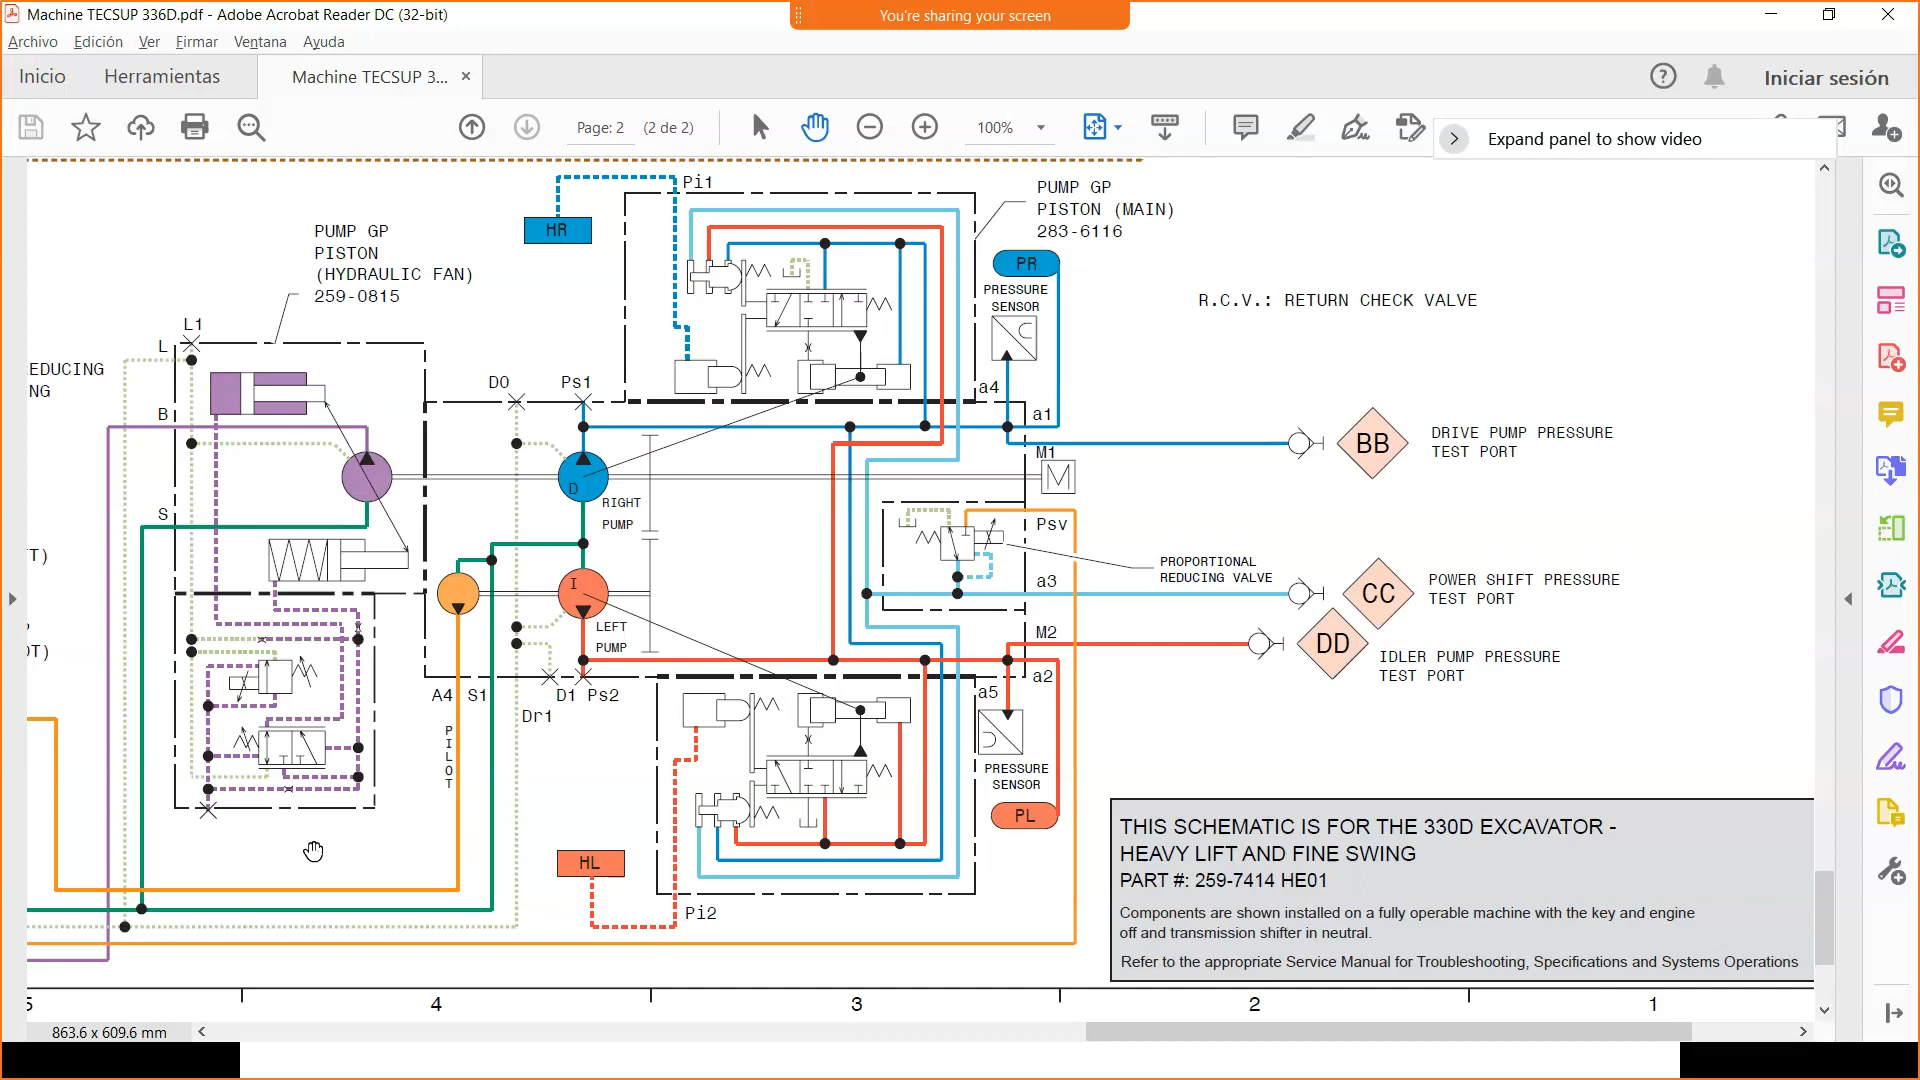 Machine TECSUP 336D.pdf - Adobe Acrobat Reader DC (32-bit)
You're sharing your screen
Archivo Edición Ver Firmar Ventana Ayuda
Inicio Herramientas Machine TECSUP 3... × Iniciar sesión
Page: 2 (2 de 2) 100%
Expand panel to show video
Pi1
PUMP GP
PISTON (MAIN)
283-6116
HR
PUMP GP
PISTON
(HYDRAULIC FAN)
259-0815
PR
PRESSURE
SENSOR
R.C.V.: RETURN CHECK VALVE
L1
L
EDUCING
NG
D0 Ps1
a4
B
a1
BB
DRIVE PUMP PRESSURE
TEST PORT
M1
M
D
RIGHT
PUMP
S
Psv
T)
PROPORTIONAL
REDUCING VALVE
a3
CC
POWER SHIFT PRESSURE
TEST PORT
I
LEFT
PUMP
M2
DD
IDLER PUMP PRESSURE
TEST PORT
OT)
a2
A4 S1 D1 Ps2
a5
Dr1
PILOT
PRESSURE
SENSOR
PL
HL
Pi2
THIS SCHEMATIC IS FOR THE 330D EXCAVATOR -
HEAVY LIFT AND FINE SWING
PART #: 259-7414 HE01
Components are shown installed on a fully operable machine with the key and engine
off and transmission shifter in neutral.
Refer to the appropriate Service Manual for Troubleshooting, Specifications and Systems Operations
5 4 3 2 1
863.6 x 609.6 mm